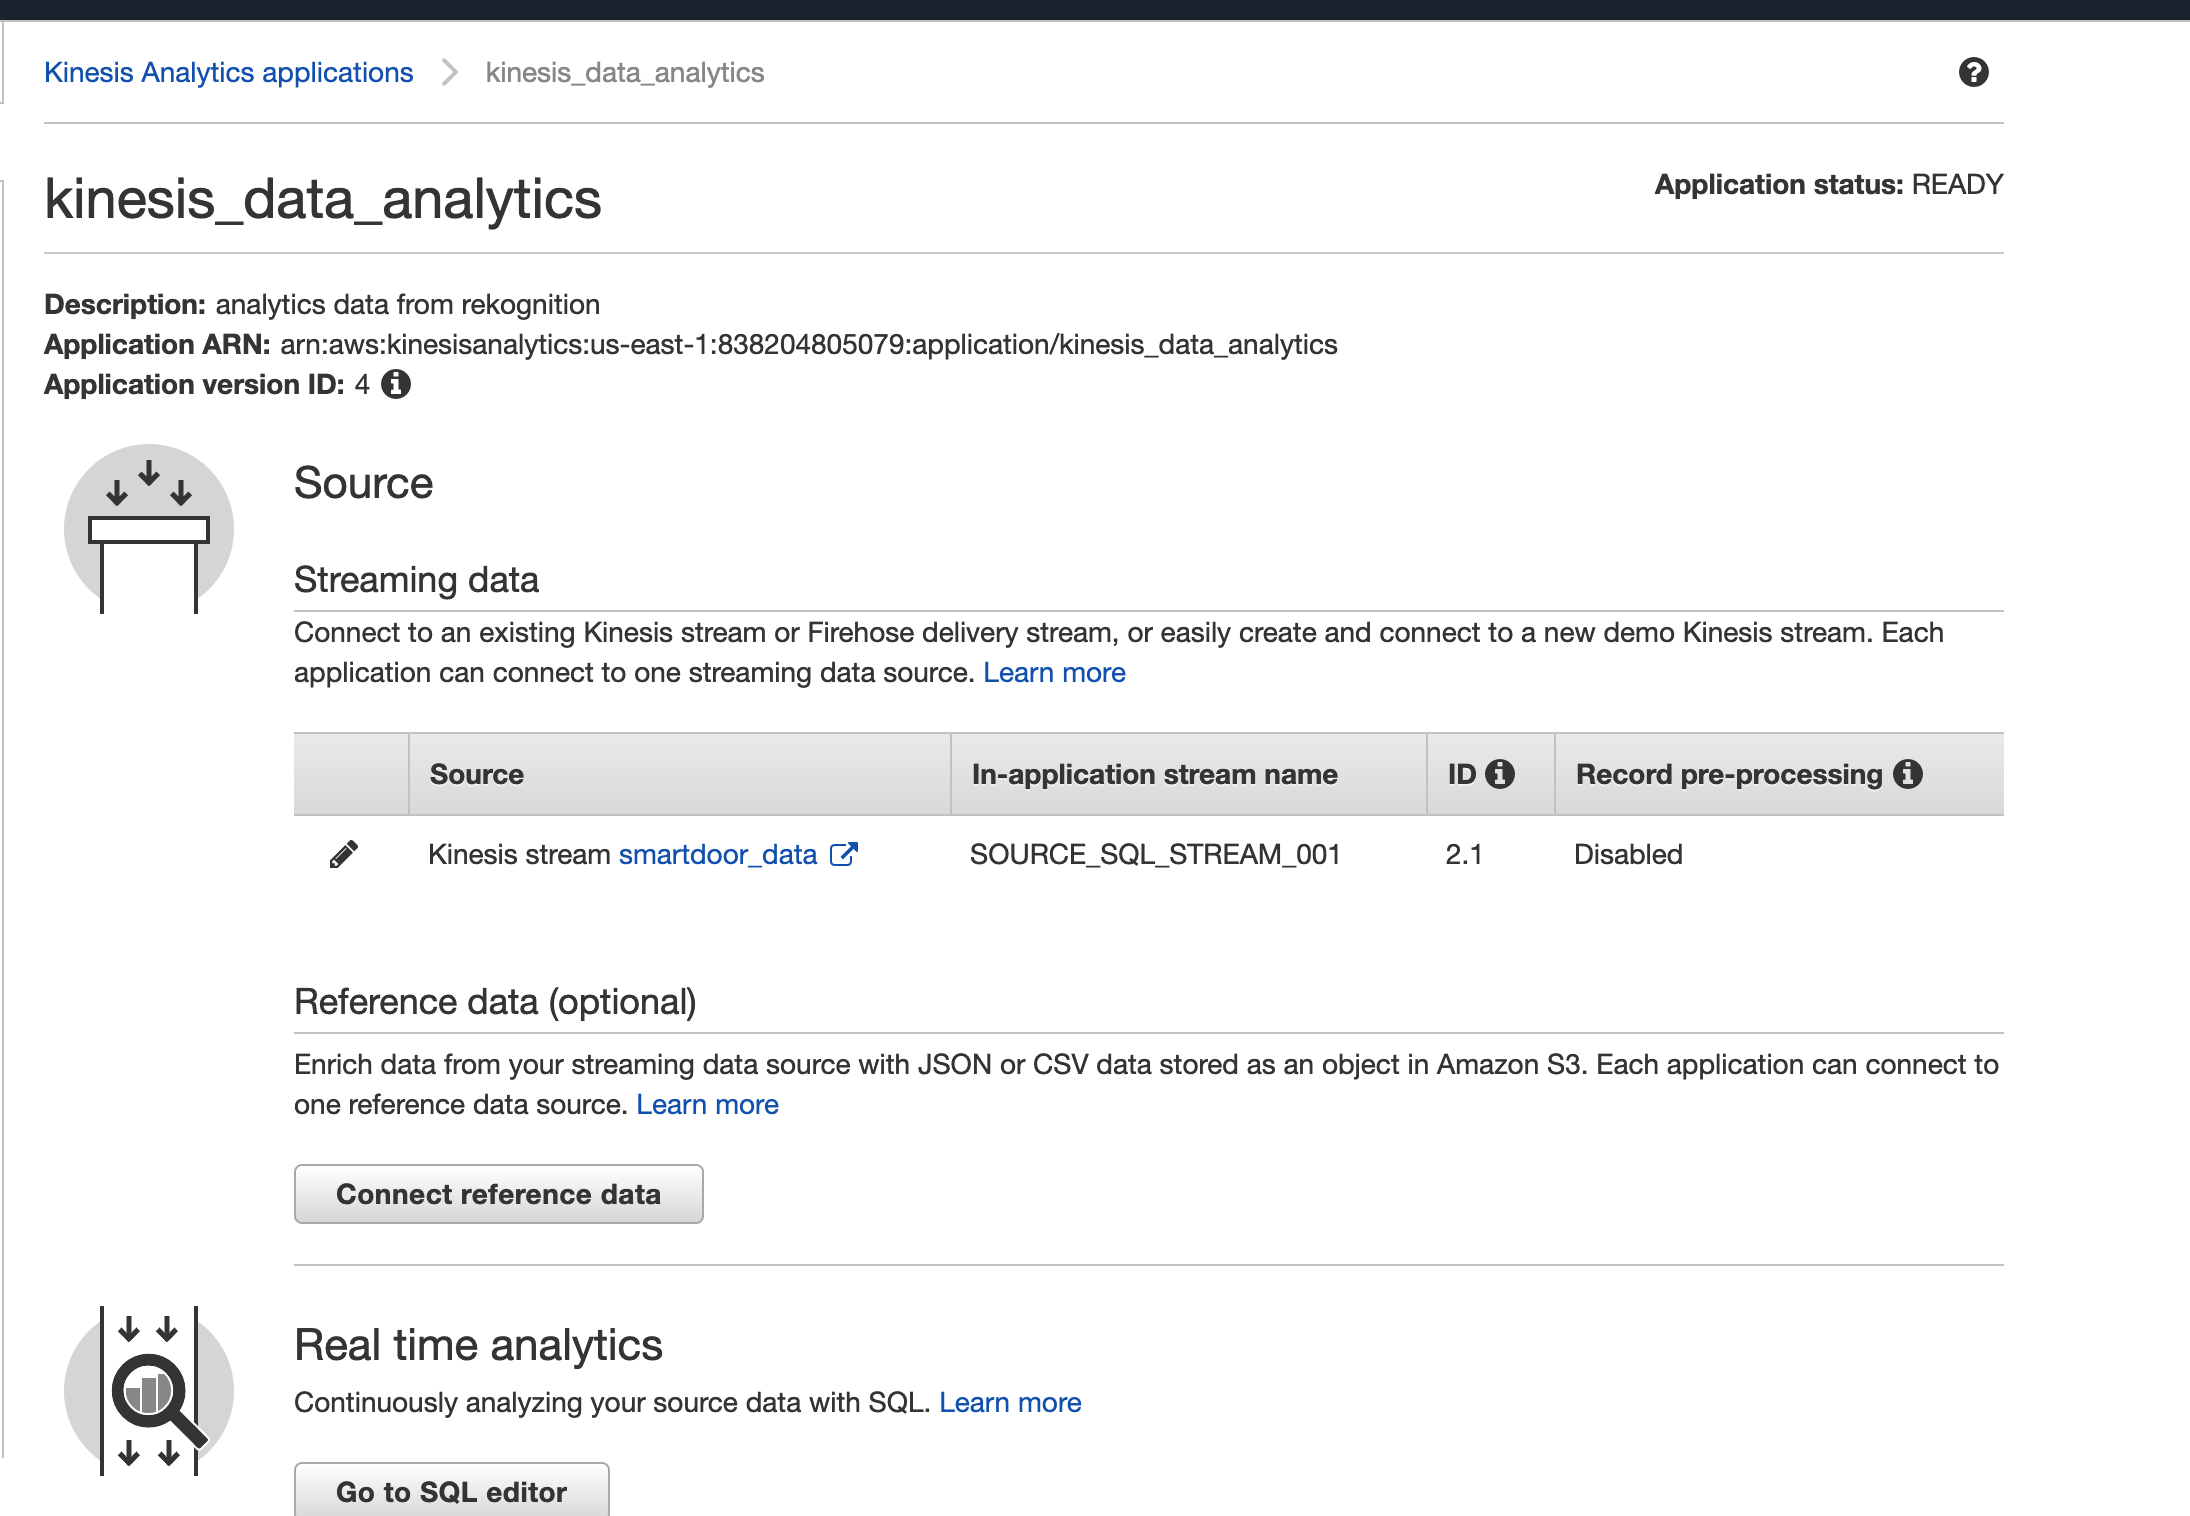 Kinesis Analytics applications > kinesis_data_analytics
kinesis_data_analytics
Application status: READY
Description: analytics data from rekognition
Application ARN: arn:aws:kinesisanalytics:us-east-1:838204805079:application/kinesis_data_analytics
Application version ID: 4
Source
Streaming data
Connect to an existing Kinesis stream or Firehose delivery stream, or easily create and connect to a new demo Kinesis stream. Each
application can connect to one streaming data source. Learn more
Source In-application stream name ID Record pre-processing
Kinesis stream smartdoor_data SOURCE_SQL_STREAM_001 2.1 Disabled
Reference data (optional)
Enrich data from your streaming data source with JSON or CSV data stored as an object in Amazon S3. Each application can connect to
one reference data source. Learn more
Connect reference data
Real time analytics
Continuously analyzing your source data with SQL. Learn more
Go to SQL editor